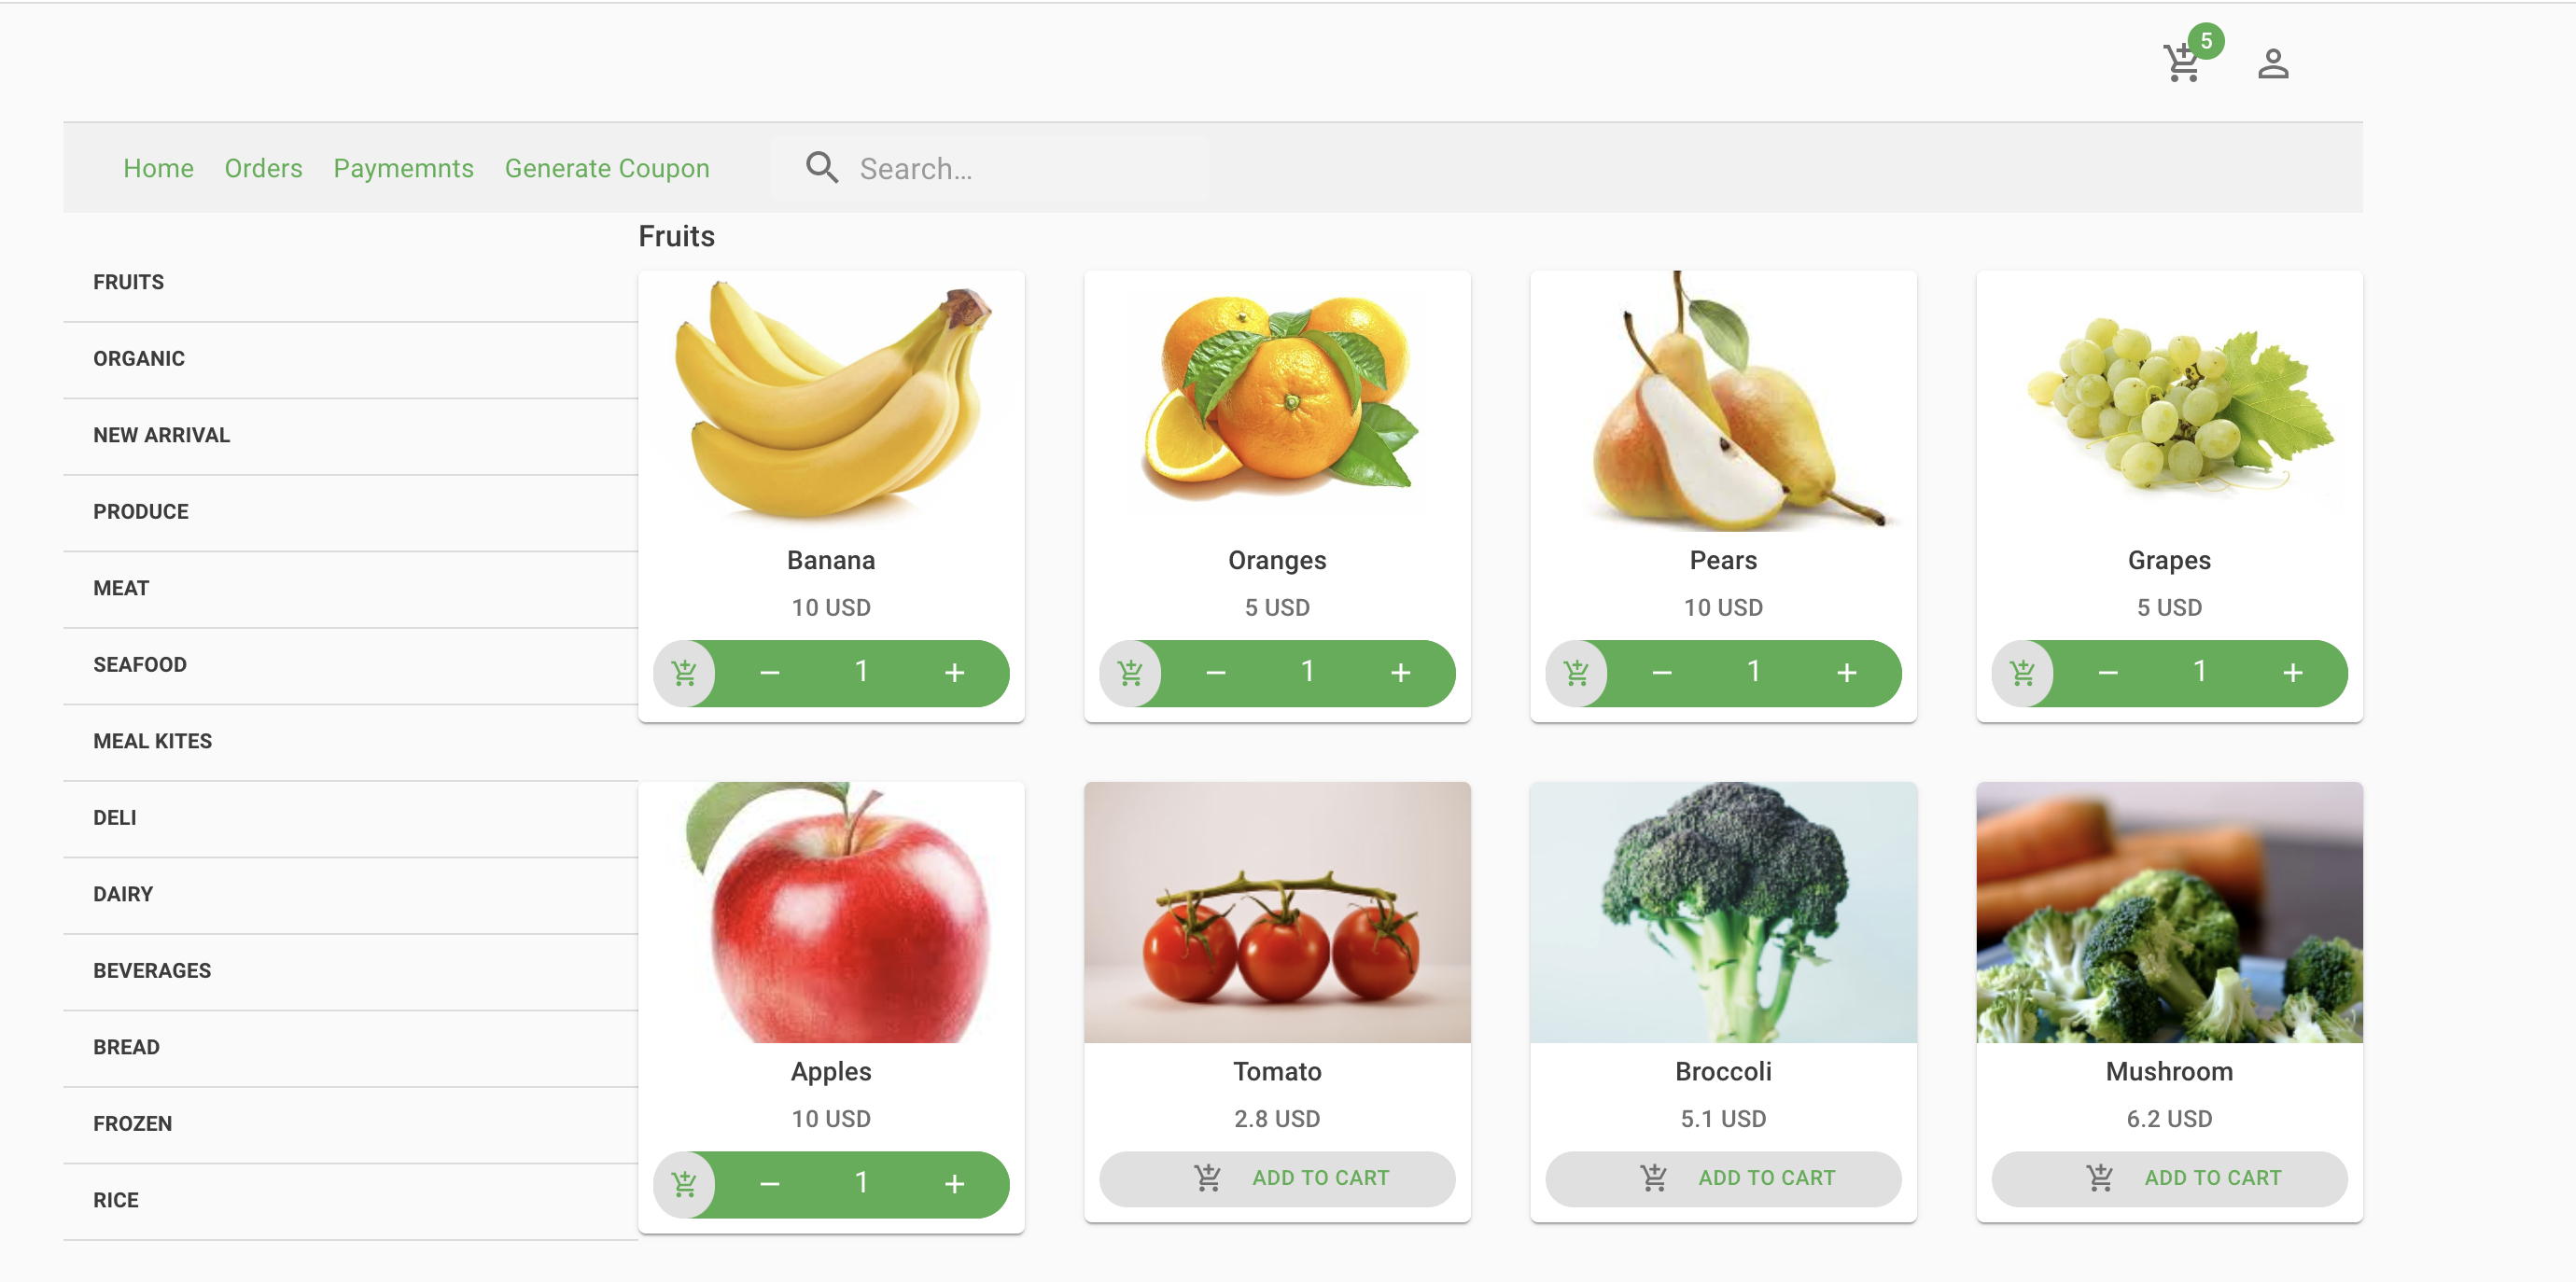 5
Home Orders Paymemnts Generate Coupon Search...
Fruits
FRUITS
ORGANIC
NEW ARRIVAL
PRODUCE
MEAT
SEAFOOD
MEAL KITES
DELI
DAIRY
BEVERAGES
BREAD
FROZEN
RICE
Banana
10 USD
1
Oranges
5 USD
1
Pears
10 USD
1
Grapes
5 USD
1
Apples
10 USD
1
Tomato
2.8 USD
ADD TO CART
Broccoli
5.1 USD
ADD TO CART
Mushroom
6.2 USD
ADD TO CART